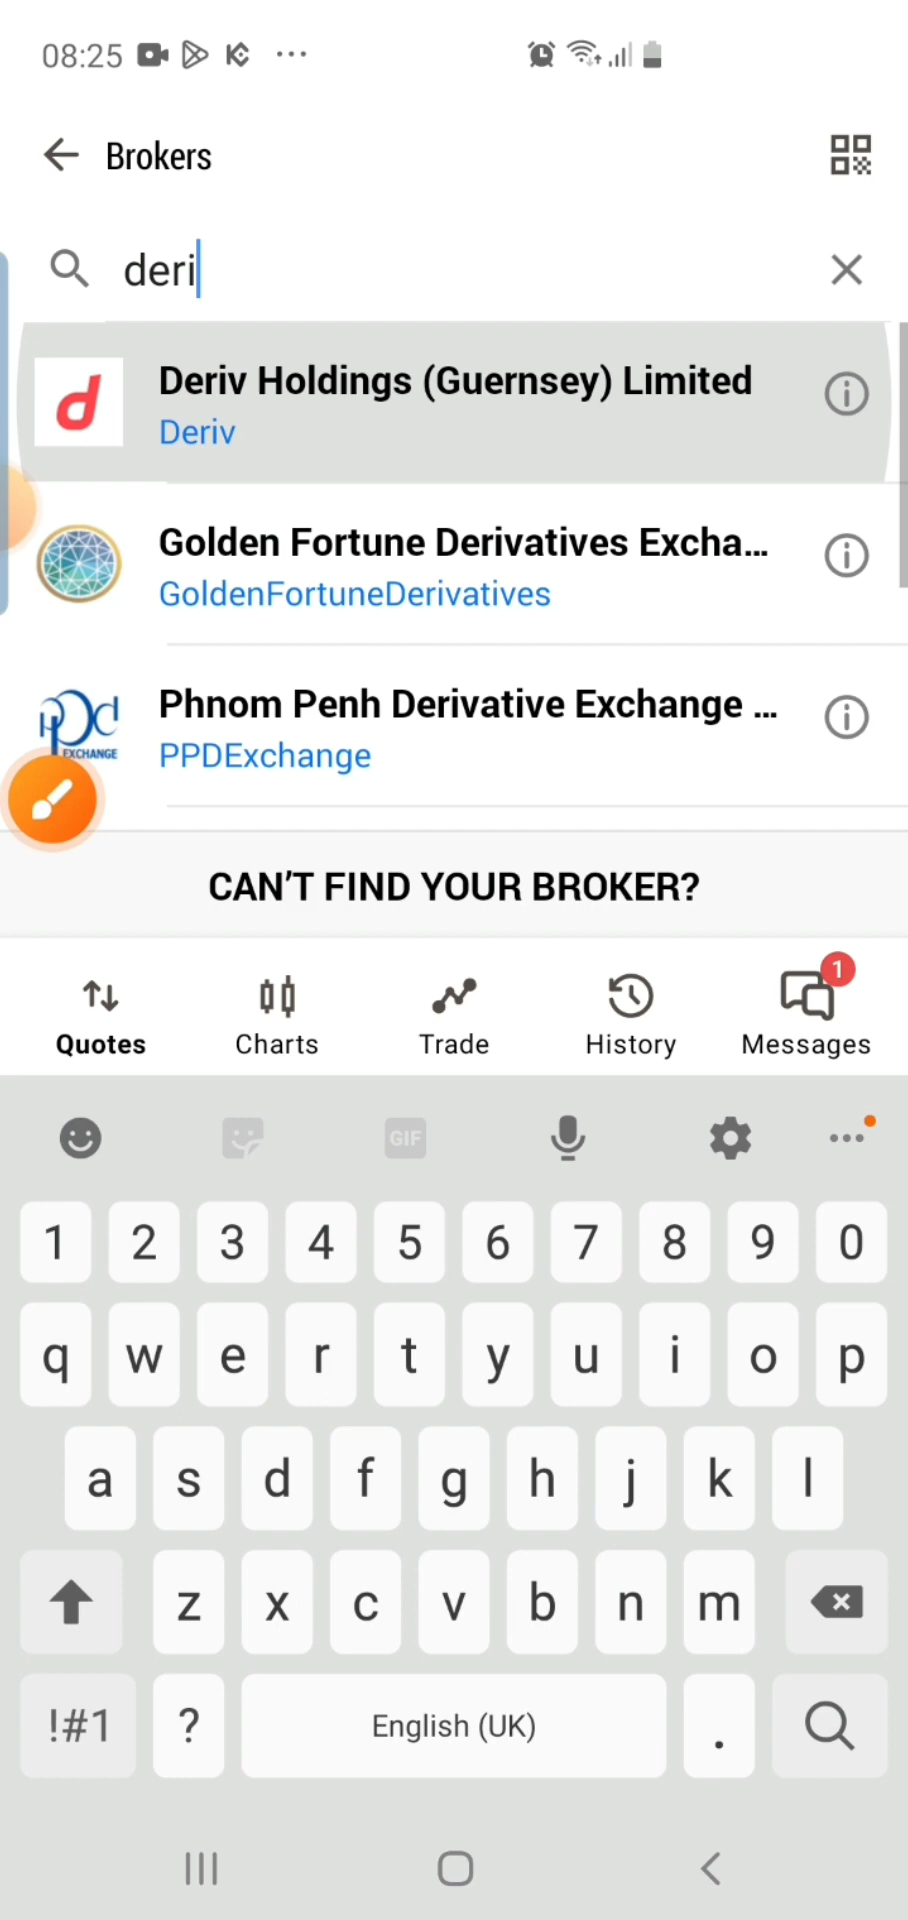 08:25
Brokers
deri
Deriv Holdings (Guernsey) Limited
Deriv
Golden Fortune Derivatives Excha...
GoldenFortuneDerivatives
Phnom Penh Derivative Exchange ...
EXCHANGE
PPDExchange
CAN'T FIND YOUR BROKER?
1
Quotes Charts Trade History Messages
GIF
1 2 3 4 5 6 7 8 9 0
q w e r t y u i o p
a s d f g h j k l
z x c v b n m
!#1 ? English (UK) .